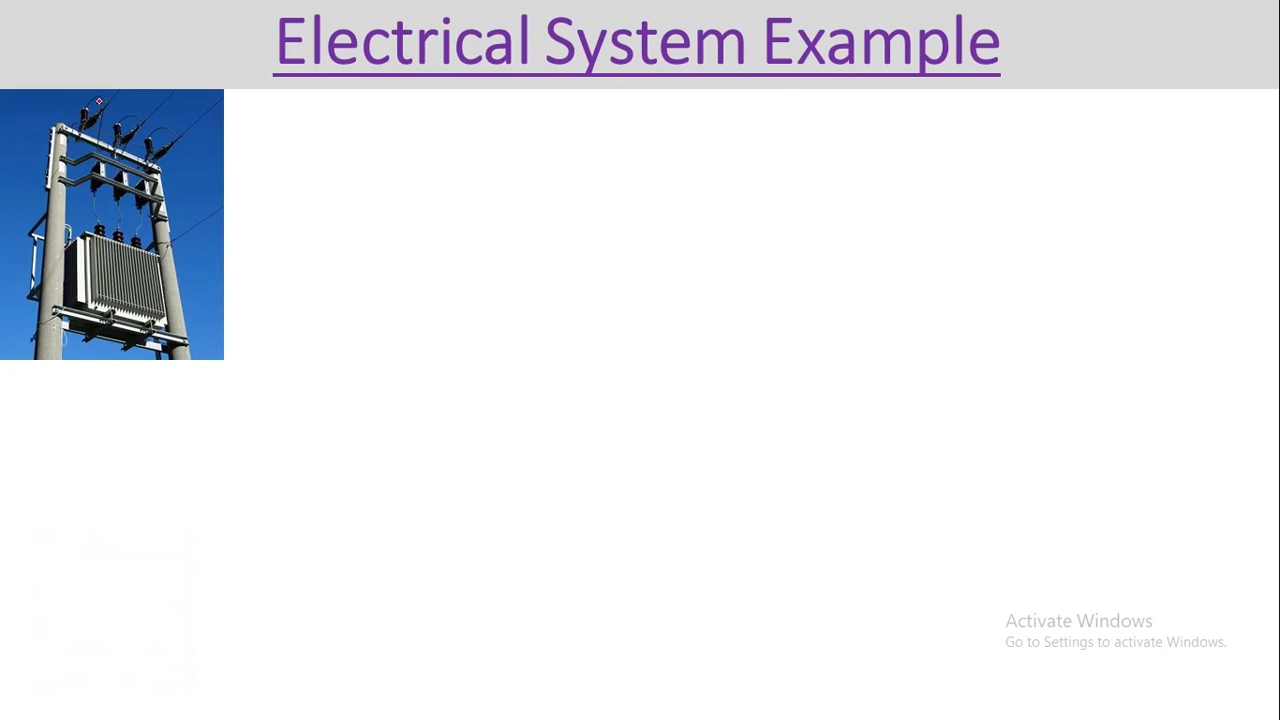 Electrical System Example
Activate Windows
Go to Settings to activate Windows.